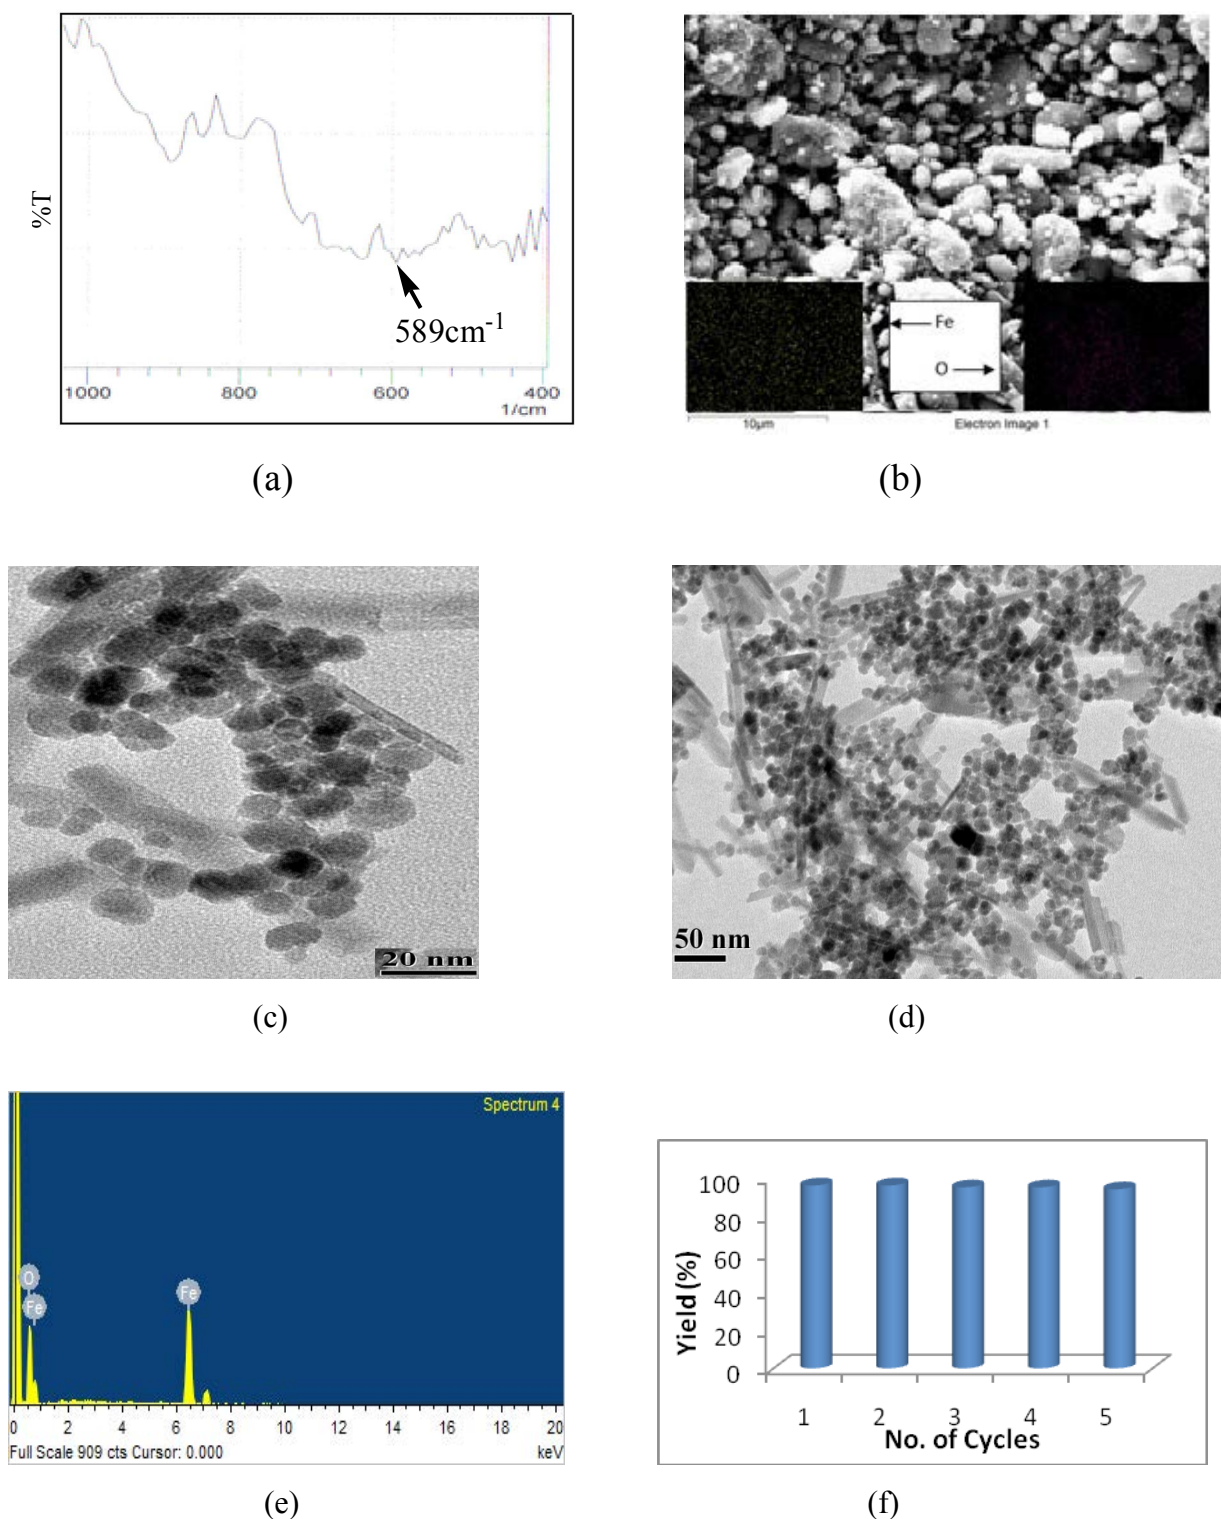 %T
589cm-1
1000 800 600 400
1/cm
(a)
Fe
O
10µm Electron Image 1
(b)
20 nm
(c)
50 nm
(d)
Spectrum 4
O
Fe
Fe
0 2 4 6 8 10 12 14 16 18 20
Full Scale 909 cts Cursor: 0.000 keV
(e)
100
80
60
40
20
0
Yield (%)
1 2 3 4 5
No. of Cycles
(f)